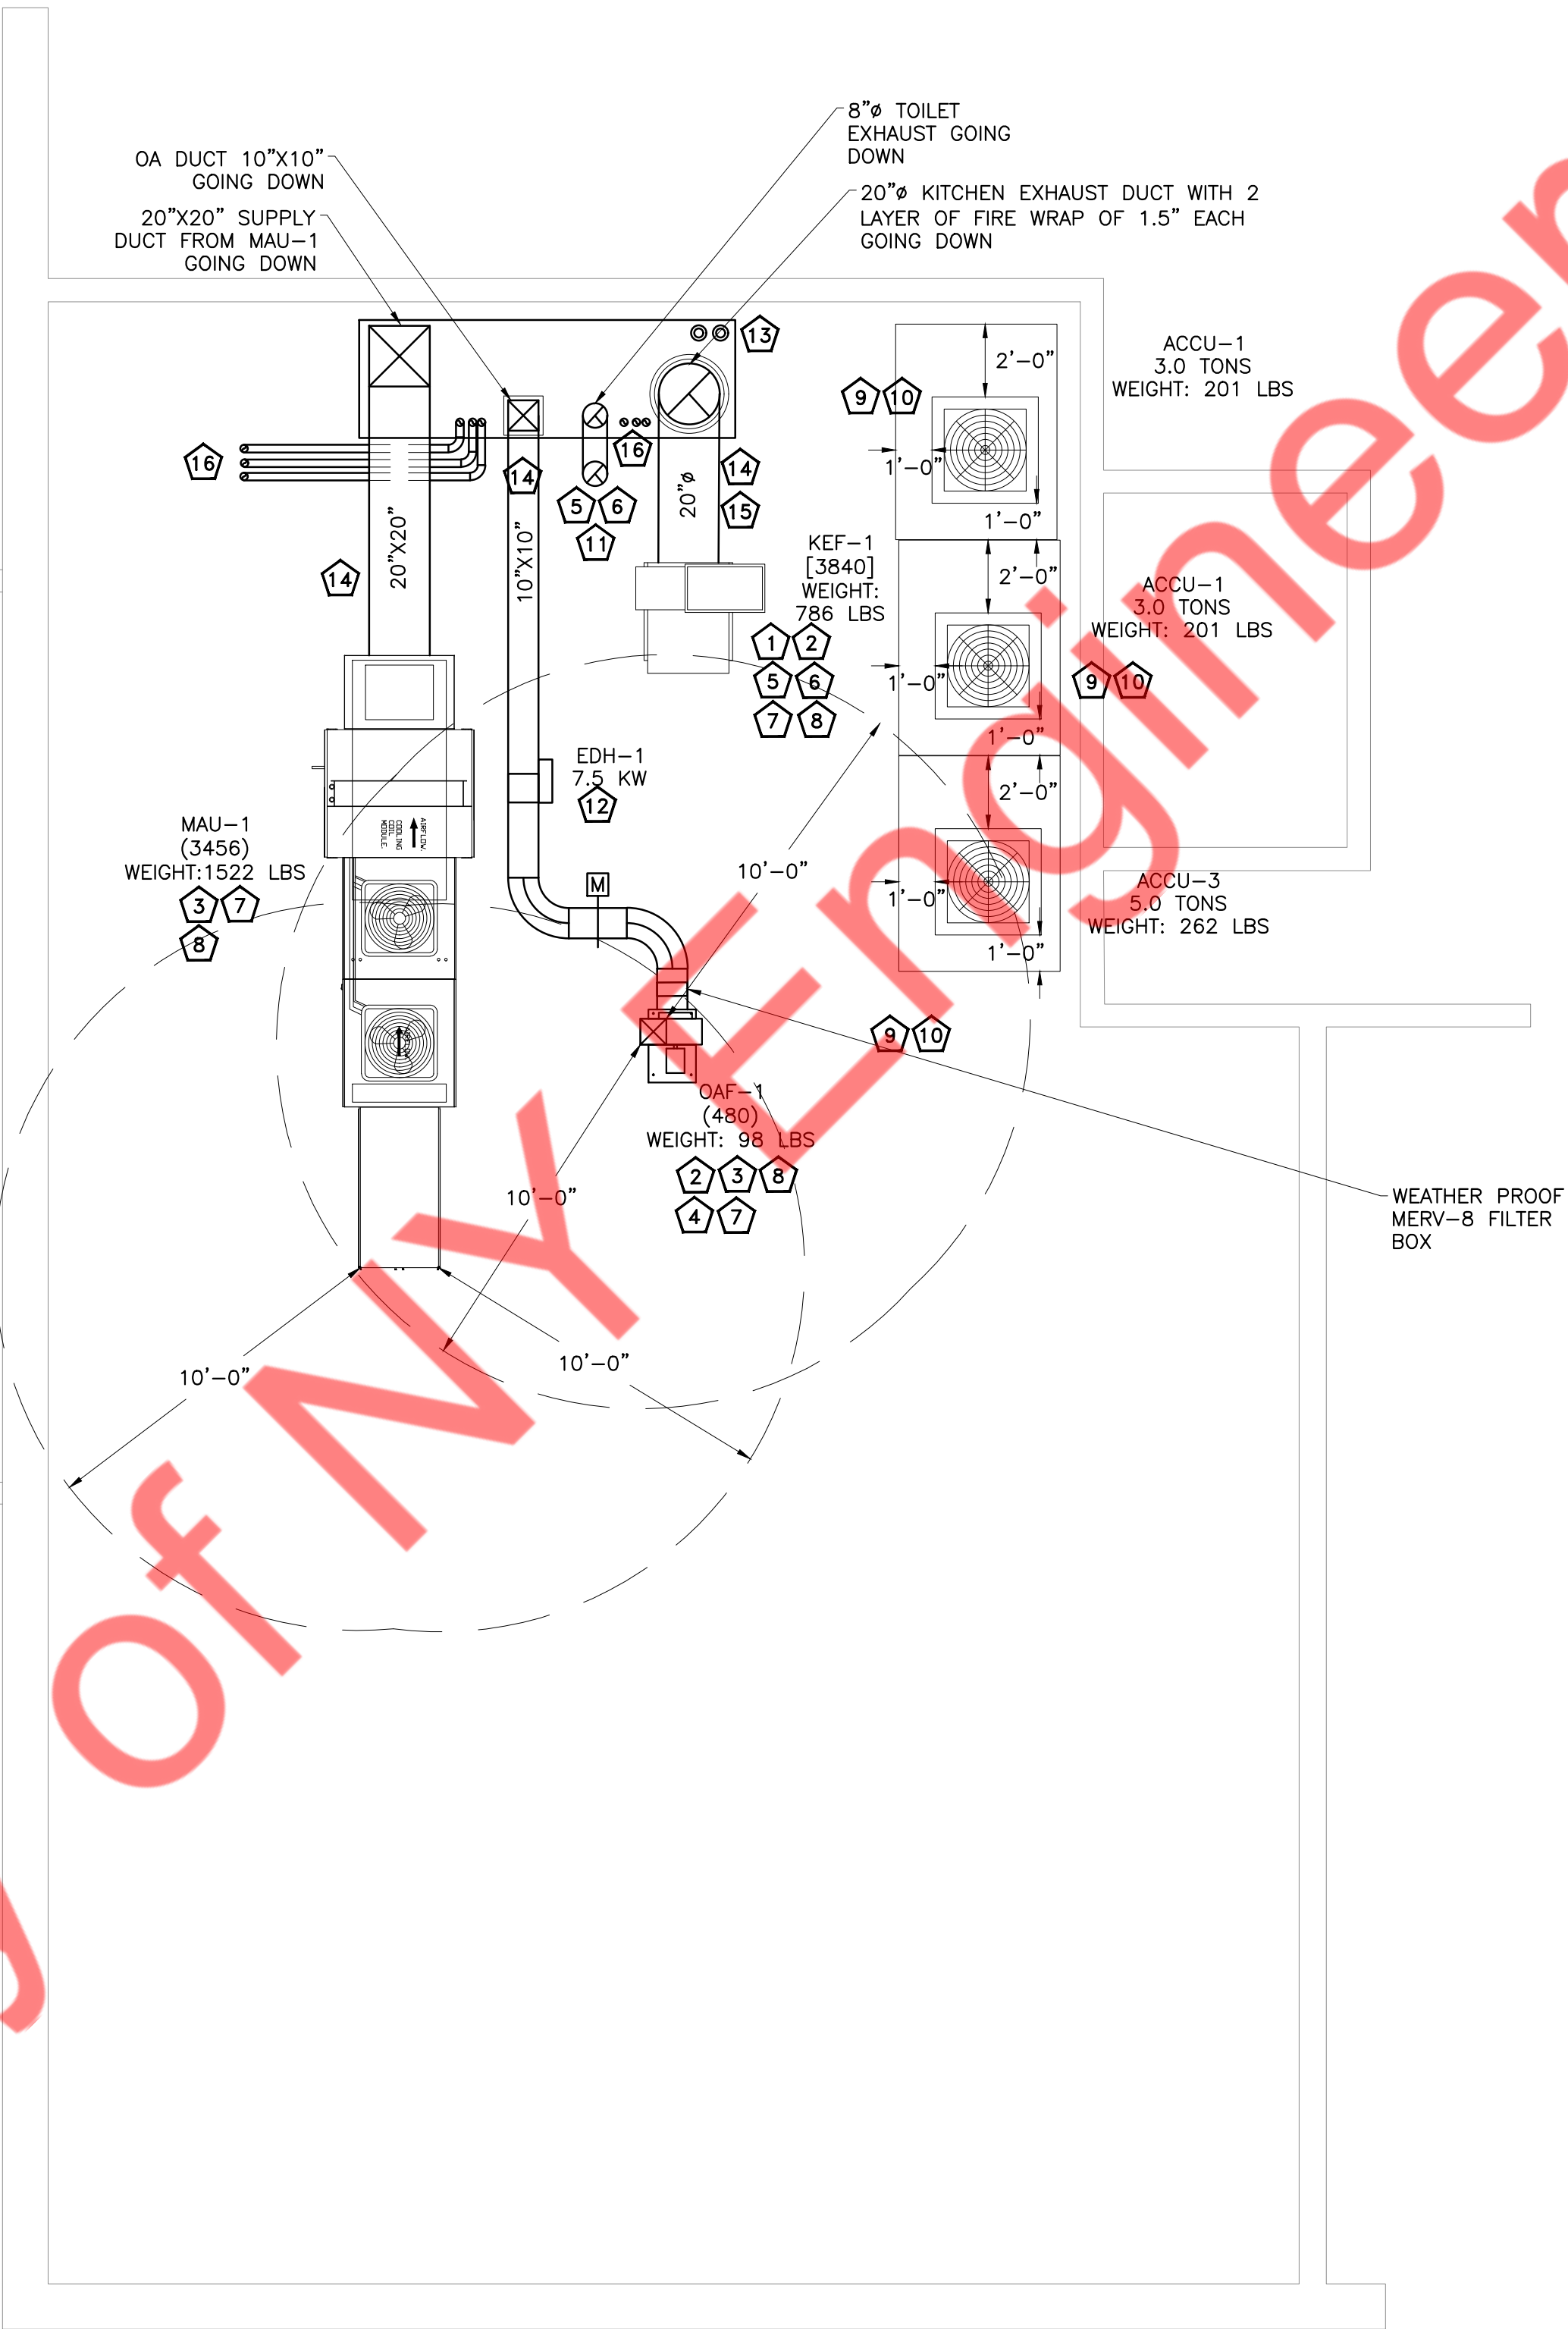 8"ø TOILET
EXHAUST GOING
DOWN
OA DUCT 10"X10"
GOING DOWN
20"ø KITCHEN EXHAUST DUCT WITH 2
LAYER OF FIRE WRAP OF 1.5" EACH
GOING DOWN
20"X20" SUPPLY
DUCT FROM MAU-1
GOING DOWN
13
ACCU-1
3.0 TONS
WEIGHT: 201 LBS
2'-0"
9 10
16
16
14
14
1'-0"
20"ø
15
5 6
11
1'-0"
20"X20"
10"X10"
14
KEF-1
[3840]
WEIGHT:
786 LBS
1 2
5 6
7 8
2'-0"
ACCU-1
3.0 TONS
WEIGHT: 201 LBS
9 10
1'-0"
1'-0"
EDH-1
7.5 KW
12
2'-0"
MAU-1
(3456)
WEIGHT:1522 LBS
3 7
8
AIRFLOW.
COOLING
COIL
MODULE.
M
10'-0"
1'-0"
ACCU-3
5.0 TONS
WEIGHT: 262 LBS
1'-0"
9 10
OAF-1
(480)
WEIGHT: 98 LBS
2 3 8
4 7
10'-0"
WEATHER PROOF
MERV-8 FILTER
BOX
10'-0"
10'-0"
y of NY Engineer